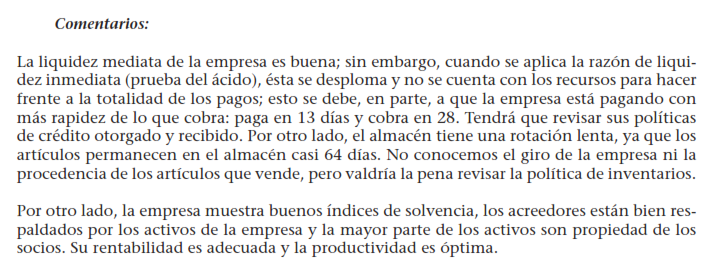 Comentarios:
La liquidez mediata de la empresa es buena; sin embargo, cuando se aplica la razón de liqui-
dez inmediata (prueba del ácido), ésta se desploma y no se cuenta con los recursos para hacer
frente a la totalidad de los pagos; esto se debe, en parte, a que la empresa está pagando con
más rapidez de lo que cobra: paga en 13 días y cobra en 28. Tendrá que revisar sus políticas
de crédito otorgado y recibido. Por otro lado, el almacén tiene una rotación lenta, ya que los
artículos permanecen en el almacén casi 64 días. No conocemos el giro de la empresa ni la
procedencia de los artículos que vende, pero valdría la pena revisar la política de inventarios.
Por otro lado, la empresa muestra buenos índices de solvencia, los acreedores están bien res-
paldados por los activos de la empresa y la mayor parte de los activos son propiedad de los
socios. Su rentabilidad es adecuada y la productividad es óptima.